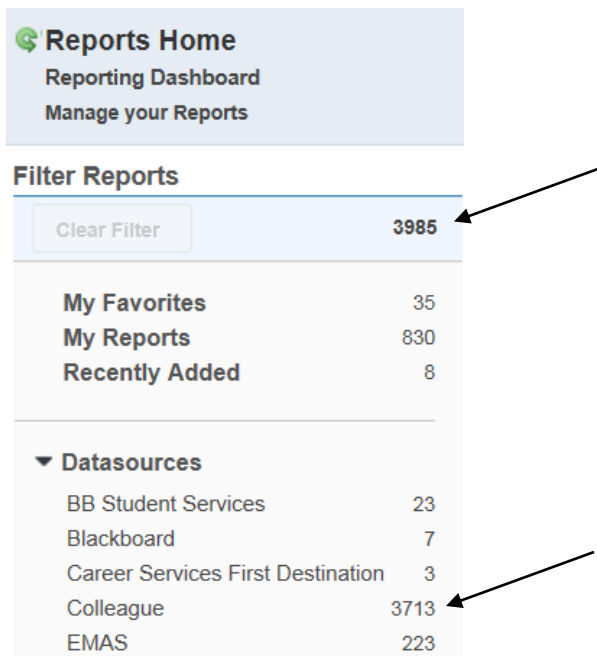 Reports Home
Reporting Dashboard
Manage your Reports
Filter Reports
Clear Filter 3985
My Favorites 35
My Reports 830
Recently Added 8
Datasources
BB Student Services 23
Blackboard 7
Career Services First Destination 3
Colleague 3713
EMAS 223